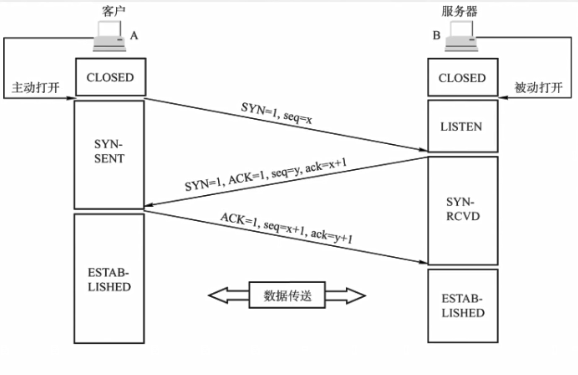 客户
服务器
A
B
CLOSED
CLOSED
主动打开
被动打开
SYN=1, seq=x
LISTEN
SYN-
SENT
SYN=1, ACK=1, seq=y, ack=x+1
SYN-
RCVD
ACK=1, seq=x+1, ack=y+1
ESTAB-
LISHED
数据传送
ESTAB-
LISHED